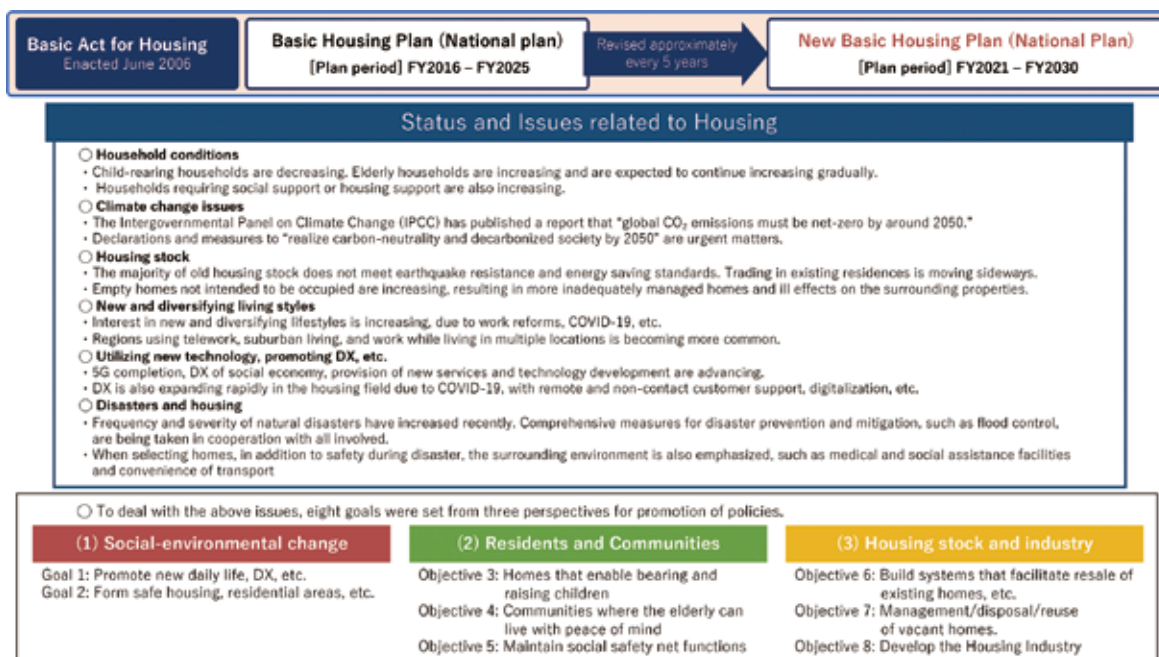 Basic Act for Housing
Enacted June 2006
Basic Housing Plan (National plan)
[Plan period] FY2016 – FY2025
Revised approximately
every 5 years
New Basic Housing Plan (National Plan)
[Plan period] FY2021 – FY2030
Status and Issues related to Housing
○ Household conditions
・Child-rearing households are decreasing. Elderly households are increasing and are expected to continue increasing gradually.
・Households requiring social support or housing support are also increasing.
○ Climate change issues
・The Intergovernmental Panel on Climate Change (IPCC) has published a report that “global CO₂ emissions must be net-zero by around 2050.”
・Declarations and measures to “realize carbon-neutrality and decarbonized society by 2050” are urgent matters.
○ Housing stock
・The majority of old housing stock does not meet earthquake resistance and energy saving standards. Trading in existing residences is moving sideways.
・Empty homes not intended to be occupied are increasing, resulting in more inadequately managed homes and ill effects on the surrounding properties.
○ New and diversifying living styles
・Interest in new and diversifying lifestyles is increasing, due to work reforms, COVID-19, etc.
・Regions using telework, suburban living, and work while living in multiple locations is becoming more common.
○ Utilizing new technology, promoting DX, etc.
・5G completion, DX of social economy, provision of new services and technology development are advancing.
・DX is also expanding rapidly in the housing field due to COVID-19, with remote and non-contact customer support, digitalization, etc.
○ Disasters and housing
・Frequency and severity of natural disasters have increased recently. Comprehensive measures for disaster prevention and mitigation, such as flood control,
are being taken in cooperation with all involved.
・When selecting homes, in addition to safety during disaster, the surrounding environment is also emphasized, such as medical and social assistance facilities
and convenience of transport
○ To deal with the above issues, eight goals were set from three perspectives for promotion of policies.
(1) Social-environmental change
Goal 1: Promote new daily life, DX, etc.
Goal 2: Form safe housing, residential areas, etc.
(2) Residents and Communities
Objective 3: Homes that enable bearing and
raising children
Objective 4: Communities where the elderly can
live with peace of mind
Objective 5: Maintain social safety net functions
(3) Housing stock and industry
Objective 6: Build systems that facilitate resale of
existing homes, etc.
Objective 7: Management/disposal/reuse
of vacant homes.
Objective 8: Develop the Housing Industry